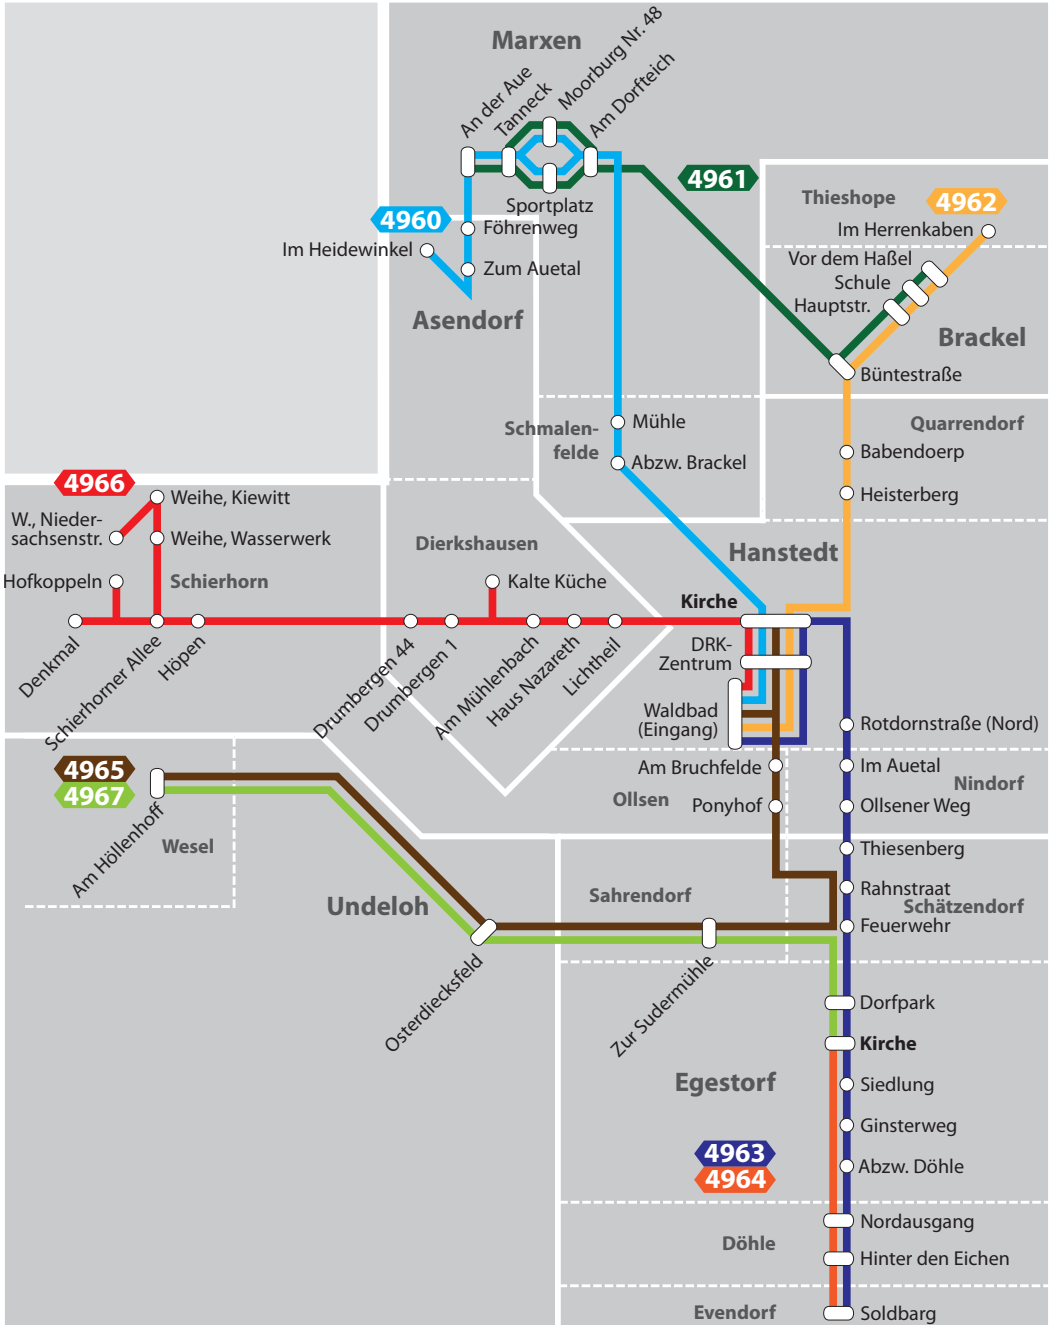 Marxen
An der Aue
Tanneck
Moorburg Nr. 48
Am Dorfteich
Sportplatz
4961
4960
Föhrenweg
Im Heidewinkel
Zum Auetal
Asendorf
Thieshope
4962
Im Herrenkaben
Vor dem Haßel
Schule
Hauptstr.
Brackel
Büntestraße
Schmalen-
felde
Mühle
Abzw. Brackel
Quarrendorf
Babendoerp
Heisterberg
4966
Weihe, Kiewitt
W., Nieder-
sachsenstr.
Weihe, Wasserwerk
Hofkoppeln
Schierhorn
Dierkshausen
Kalte Küche
Hanstedt
Kirche
Denkmal
Schierhorner Allee
Höpen
Drumbergen 44
Drumbergen 1
Am Mühlenbach
Haus Nazareth
Lichtheil
DRK-
Zentrum
Waldbad
(Eingang)
Rotdornstraße (Nord)
Am Bruchfelde
Im Auetal
Nindorf
Ollsen
Ponyhof
Ollsener Weg
4965
4967
Am Höllenhoff
Wesel
Thiesenberg
Undeloh
Sahrendorf
Rahnstraat
Schätzendorf
Feuerwehr
Osterdiecksfeld
Zur Sudermühle
Dorfpark
Kirche
Egestorf
Siedlung
Ginsterweg
4963
4964
Abzw. Döhle
Nordausgang
Döhle
Hinter den Eichen
Evendorf
Soldbarg